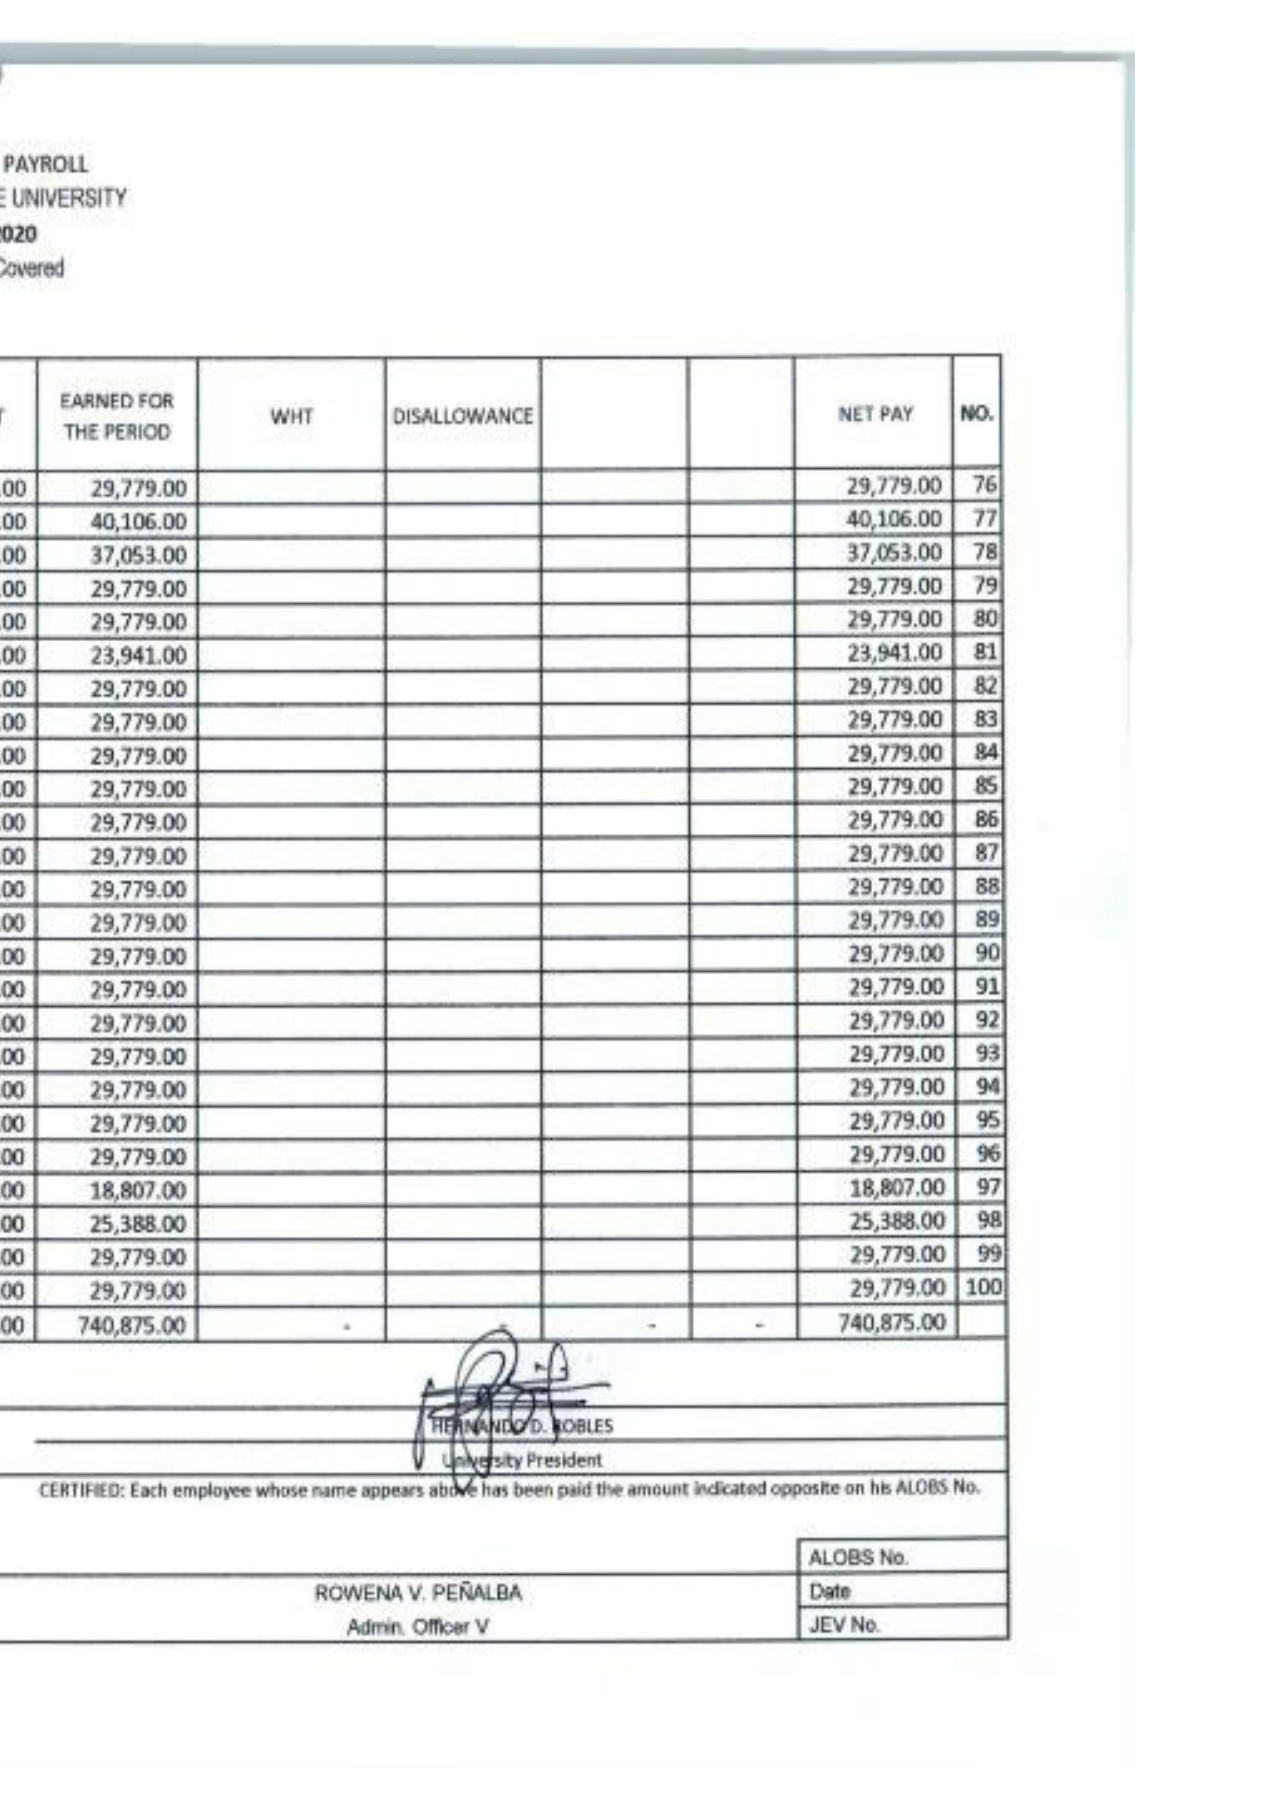 PAYROLL
E UNIVERSITY
2020
Covered
T EARNED FOR THE PERIOD WHT DISALLOWANCE NET PAY NO.
.00 29,779.00 29,779.00 76
.00 40,106.00 40,106.00 77
.00 37,053.00 37,053.00 78
.00 29,779.00 29,779.00 79
.00 29,779.00 29,779.00 80
.00 23,941.00 23,941.00 81
.00 29,779.00 29,779.00 82
.00 29,779.00 29,779.00 83
.00 29,779.00 29,779.00 84
.00 29,779.00 29,779.00 85
.00 29,779.00 29,779.00 86
.00 29,779.00 29,779.00 87
.00 29,779.00 29,779.00 88
.00 29,779.00 29,779.00 89
.00 29,779.00 29,779.00 90
.00 29,779.00 29,779.00 91
.00 29,779.00 29,779.00 92
.00 29,779.00 29,779.00 93
.00 29,779.00 29,779.00 94
.00 29,779.00 29,779.00 95
.00 29,779.00 29,779.00 96
.00 18,807.00 18,807.00 97
.00 25,388.00 25,388.00 98
.00 29,779.00 29,779.00 99
.00 29,779.00 29,779.00 100
.00 740,875.00 - - - - 740,875.00
HERNANDO D. ROBLES
University President
CERTIFIED: Each employee whose name appears above has been paid the amount indicated opposite on his ALOBS No.
ALOBS No.
ROWENA V. PEÑALBA Date
Admin. Officer V JEV No.